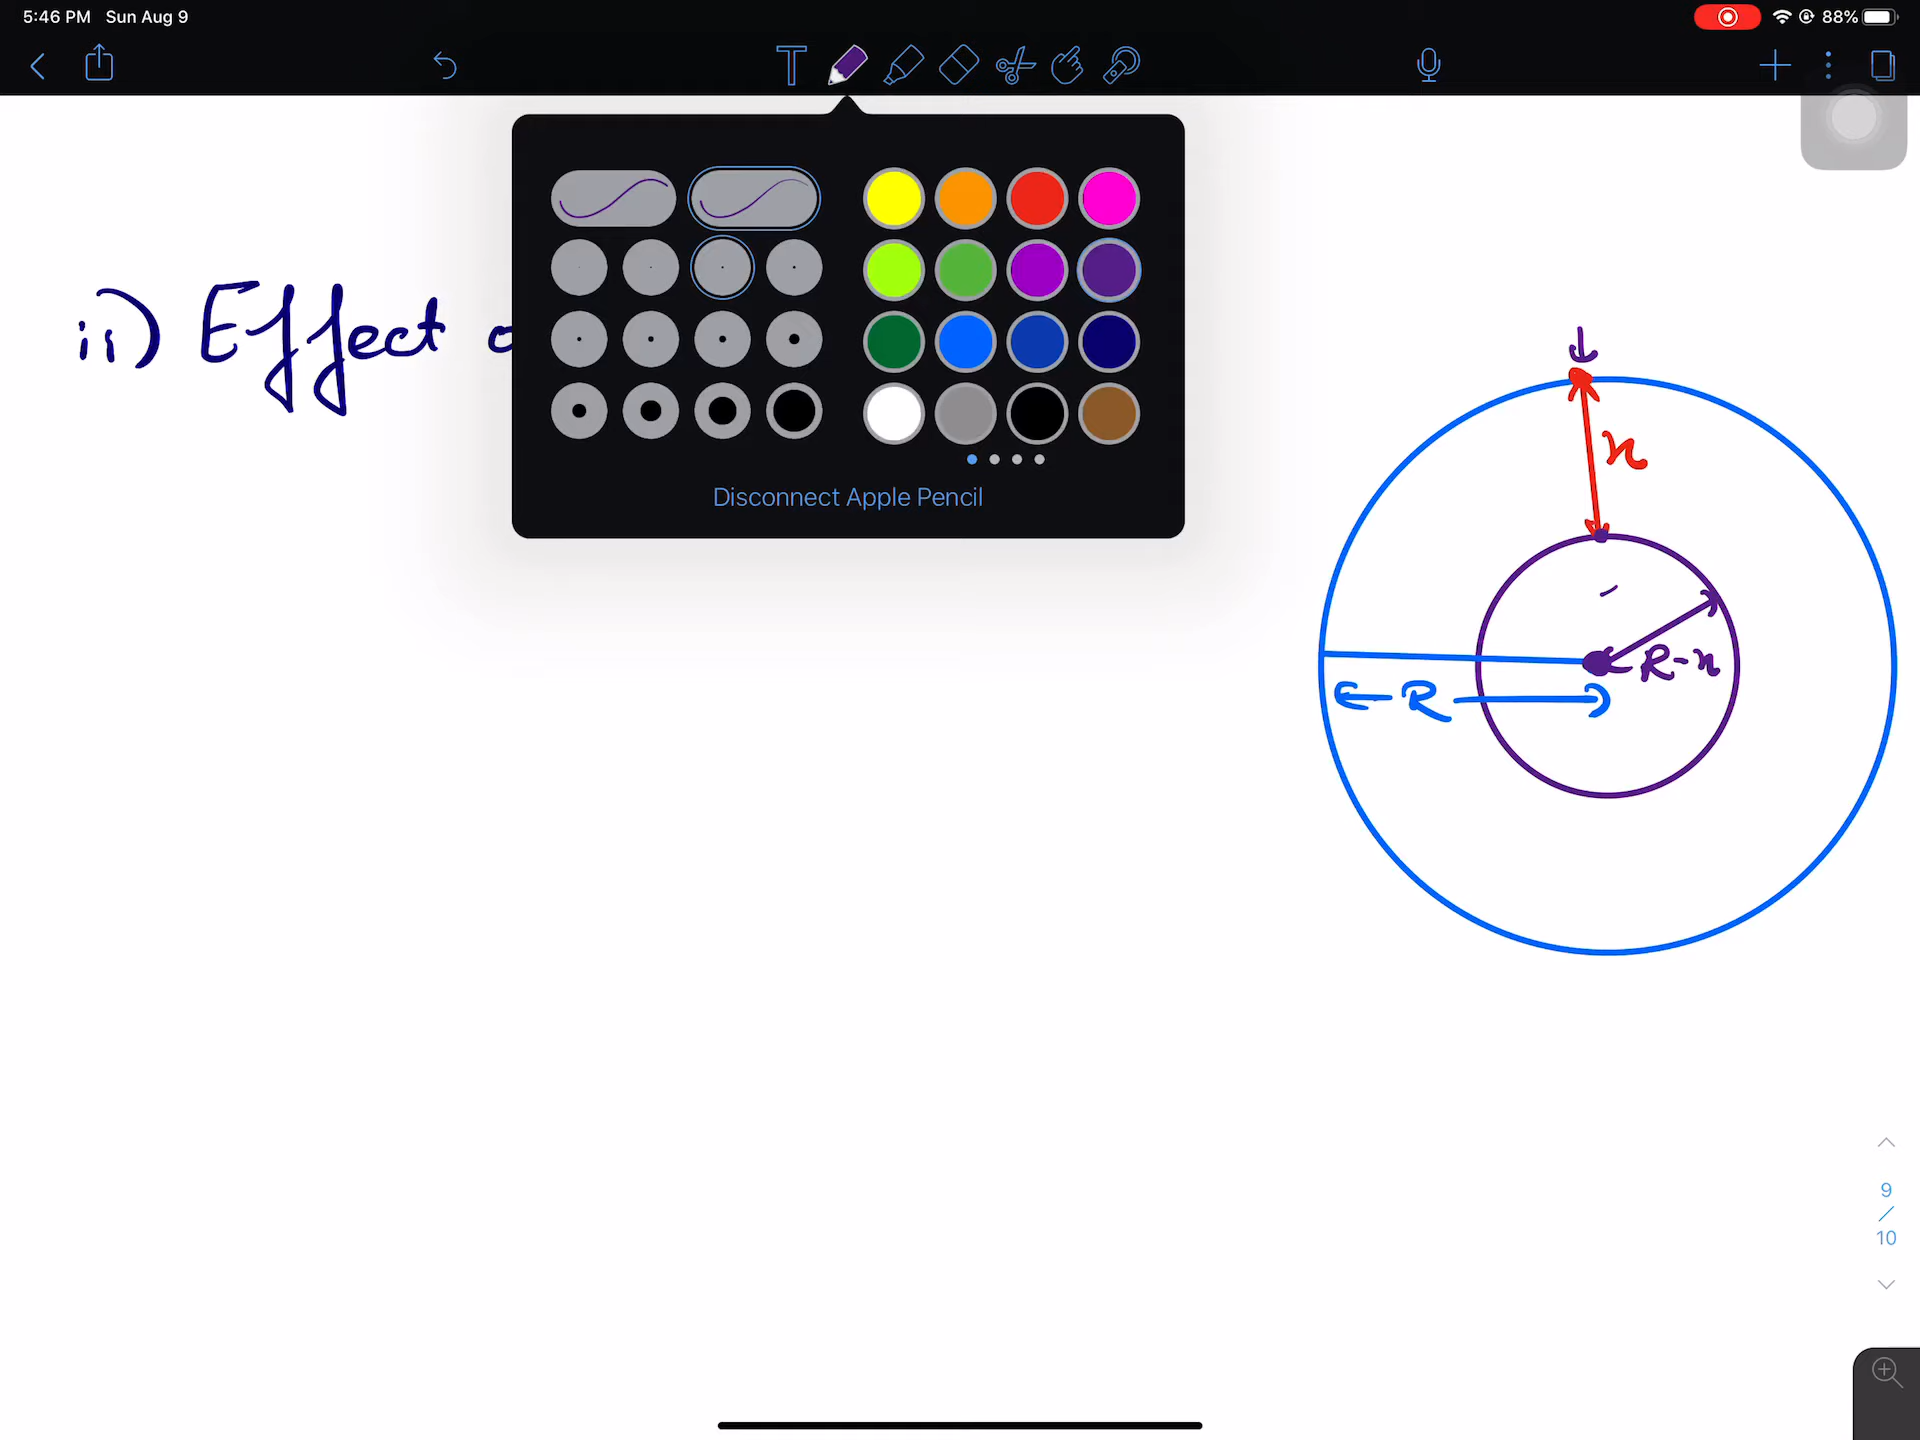 5:46 PM Sun Aug 9
88%
T
ii) Effect o
Disconnect Apple Pencil
x
R-x
R
9
/
10